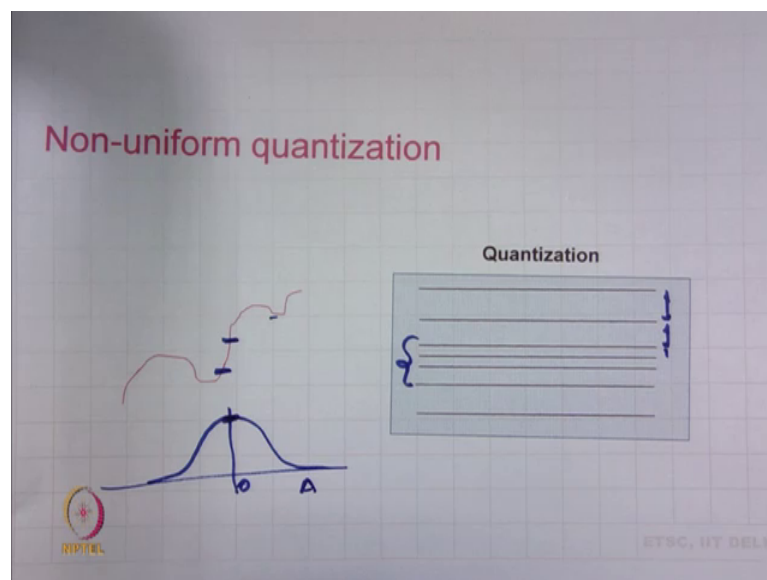 Non-uniform quantization
Quantization
0
A
NPTEL
ETSC, IIT DELHI